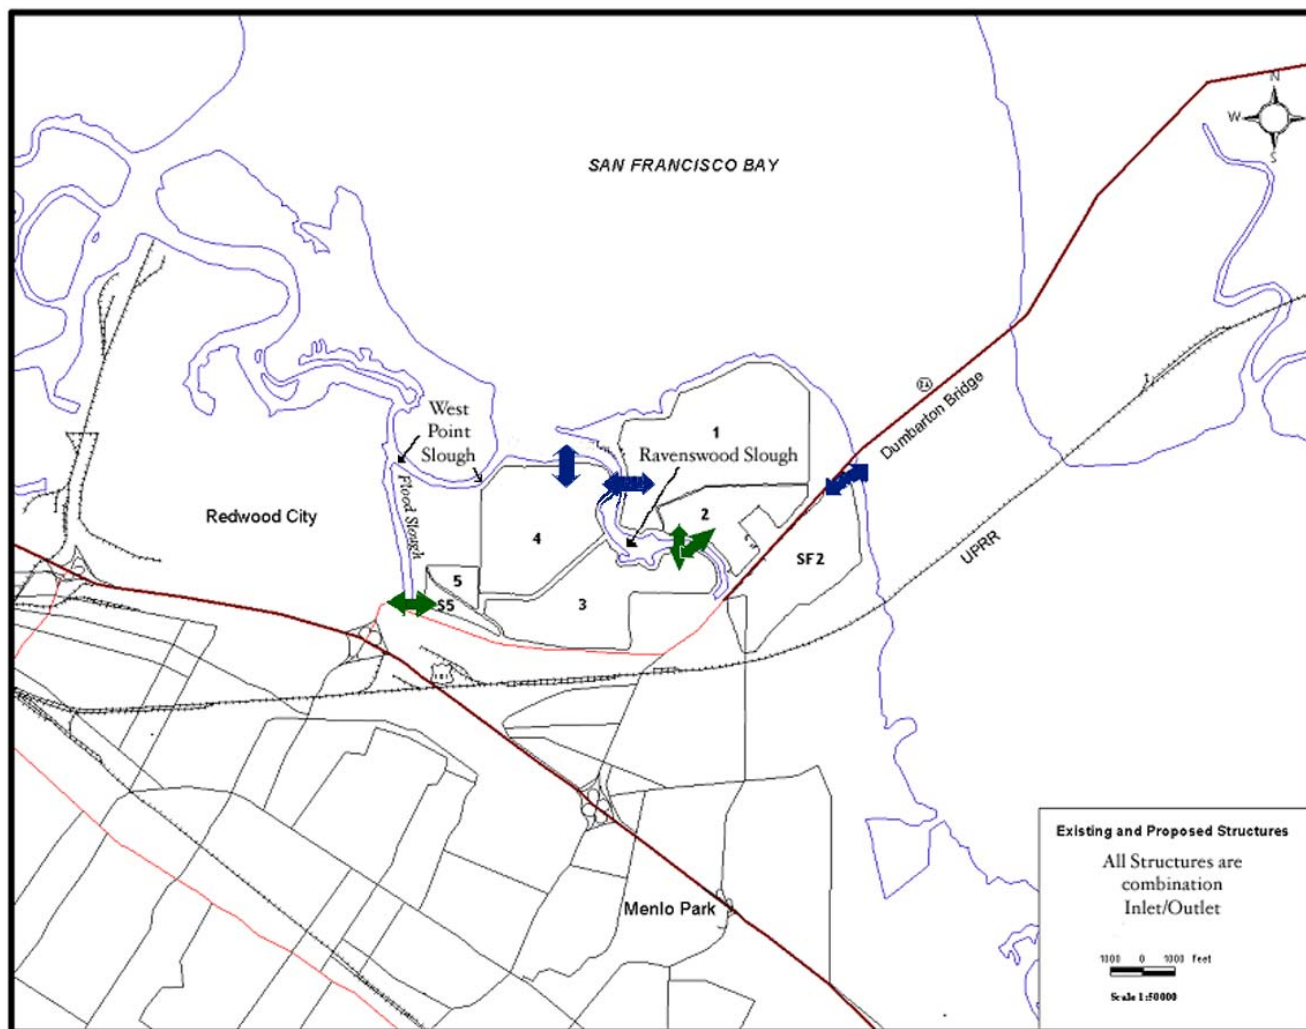 N
W
S
SAN FRANCISCO BAY
84
Dumbarton Bridge
West
Point
Slough
1
Ravenswood Slough
Flood Slough
Redwood City
4
2
SF2
UPRR
5
S5
3
101
Menlo Park
Existing and Proposed Structures
All Structures are
combination
Inlet/Outlet
1000 0 1000 Feet
Scale 1:50000